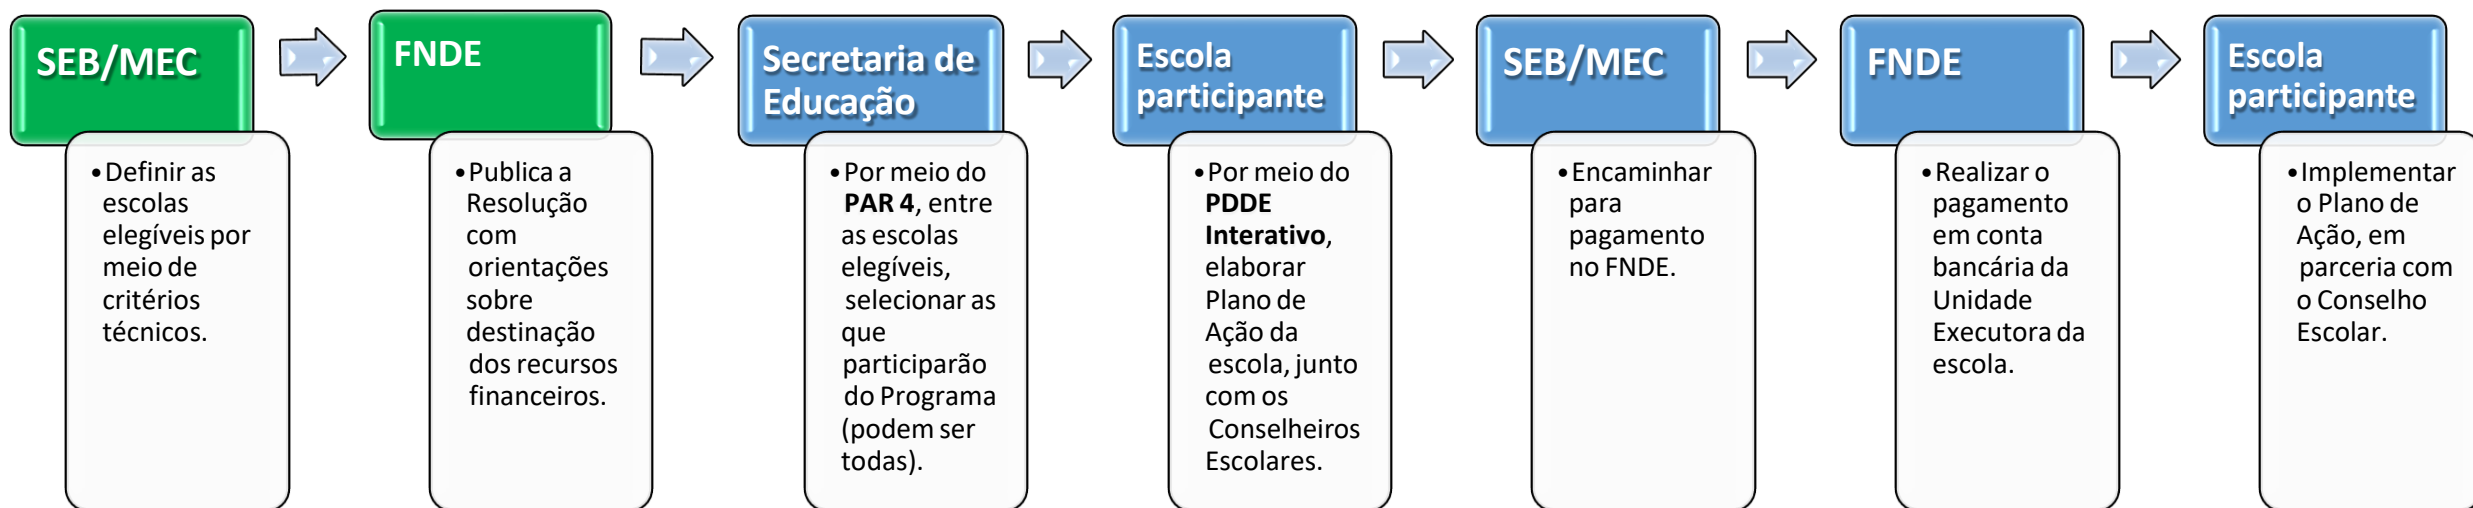 SEB/MEC
•Definir as
escolas
elegíveis por
meio de
critérios
técnicos.
FNDE
•Publica a
Resolução
com
orientações
sobre
destinação
dos recursos
financeiros.
Secretaria de
Educação
•Por meio do
PAR 4, entre
as escolas
elegíveis,
selecionar as
que
participarão
do Programa
(podem ser
todas).
Escola
participante
•Por meio do
PDDE
Interativo,
elaborar
Plano de
Ação da
escola, junto
com os
Conselheiros
Escolares.
SEB/MEC
•Encaminhar
para
pagamento
no FNDE.
FNDE
•Realizar o
pagamento
em conta
bancária da
Unidade
Executora da
escola.
Escola
participante
•Implementar
o Plano de
Ação, em
parceria com
o Conselho
Escolar.